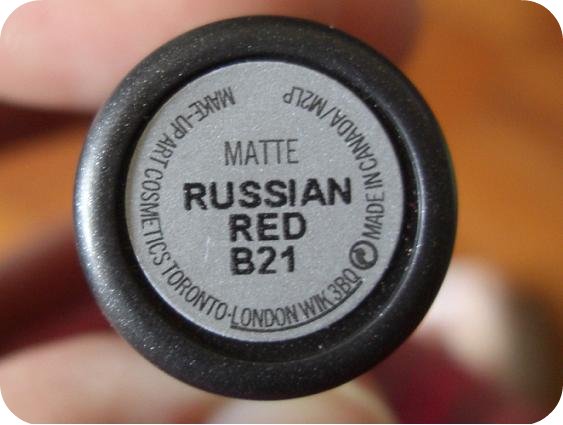 MATTE
RUSSIAN
RED
B21
MAKE-UP ART COSMETICS TORONTO·LONDON W1K 3BQ
MADE IN CANADA/M2LP